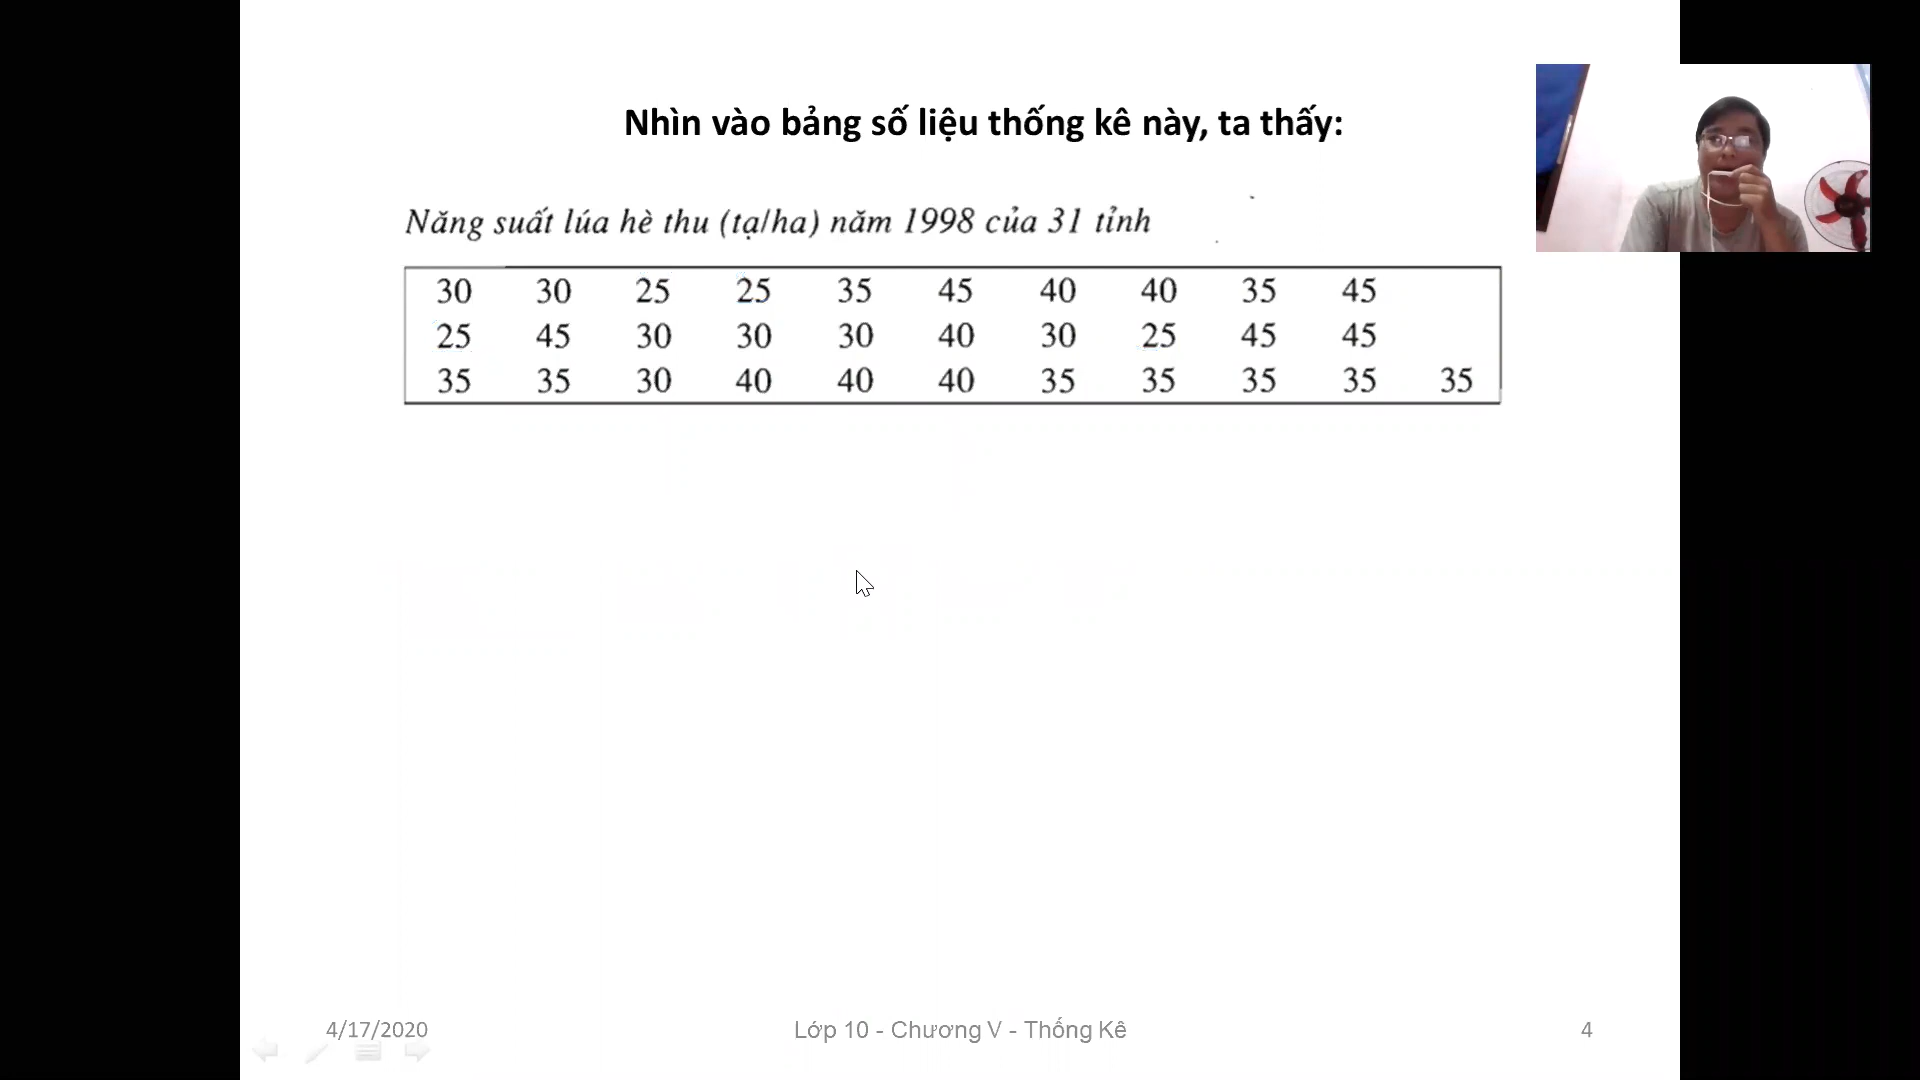 Nhìn vào bảng số liệu thống kê này, ta thấy:
Năng suất lúa hè thu (tạ/ha) năm 1998 của 31 tỉnh
30 30 25 25 35 45 40 40 35 45
25 45 30 30 30 40 30 25 45 45
35 35 30 40 40 40 35 35 35 35 35
4/17/2020 Lớp 10 - Chương V - Thống Kê 4